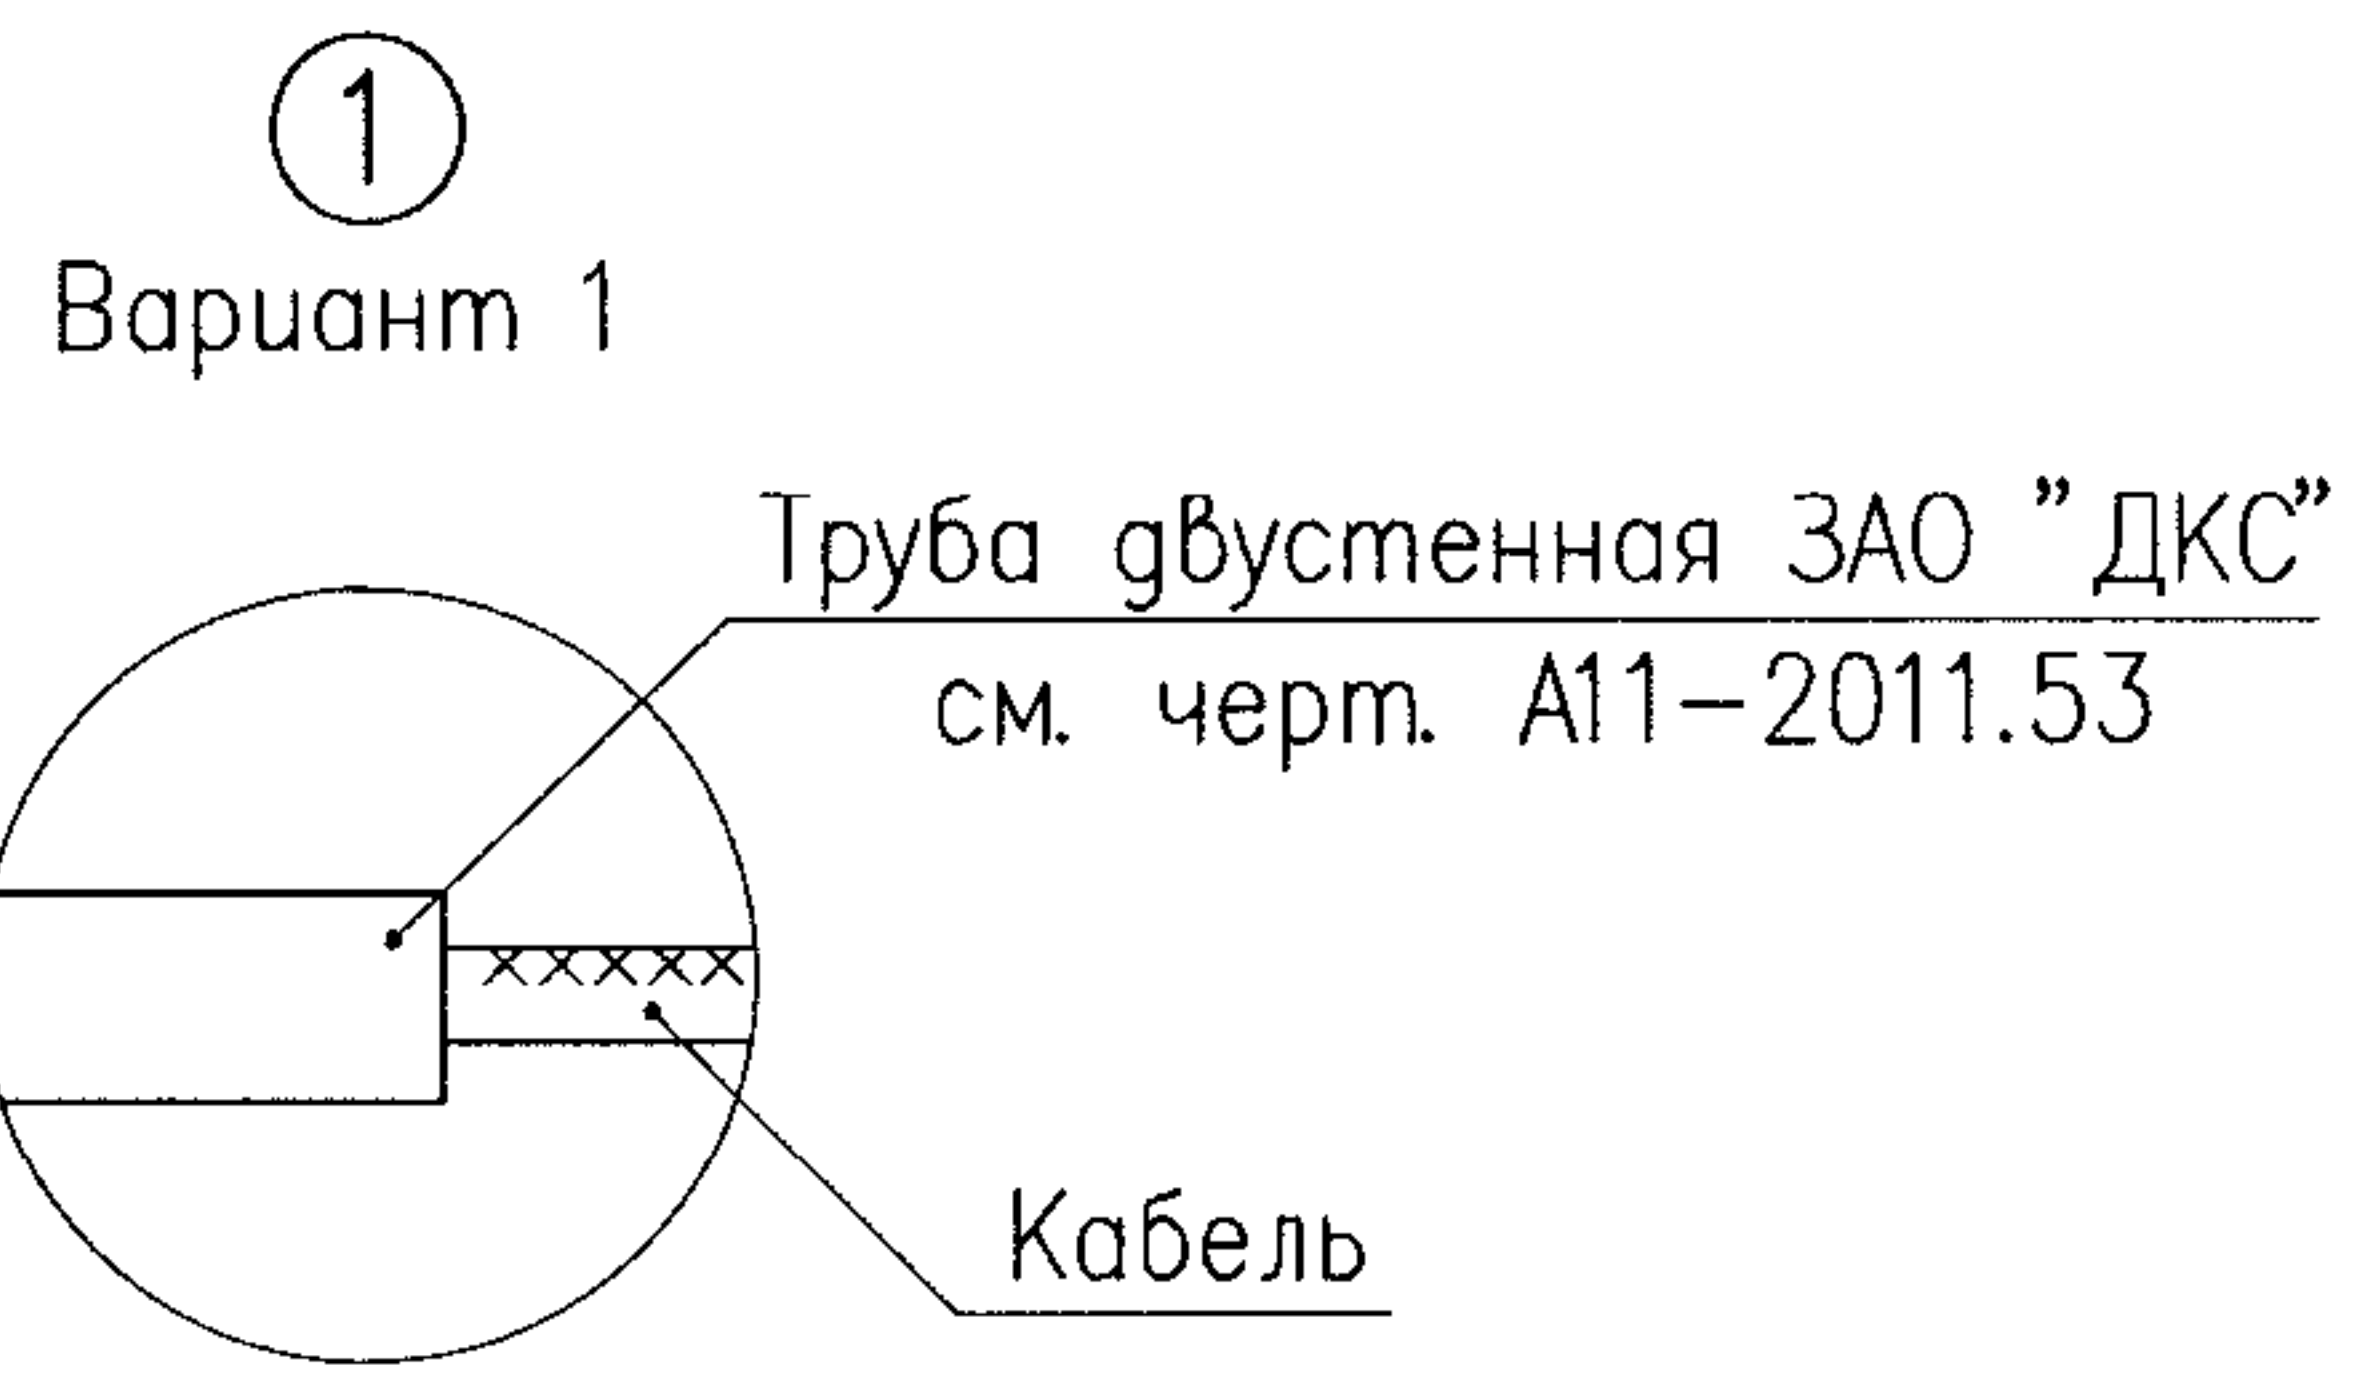 1
Вариант 1
Труба двустенная ЗАО ”ДКС”
см. черт. А11–2011.53
Кабель